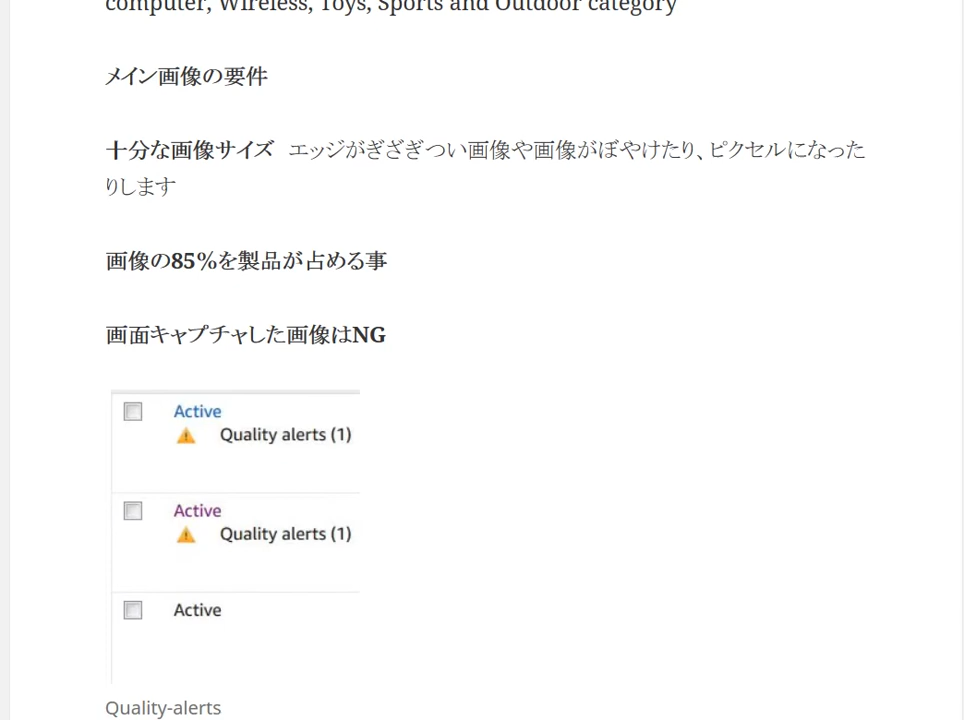 computer, Wireless, Toys, Sports and Outdoor category
メイン画像の要件
十分な画像サイズ エッジがぎざぎつい画像や画像がぼやけたり、ピクセルになった
りします
画像の85%を製品が占める事
画面キャプチャした画像はNG
Active
Quality alerts (1)
Active
Quality alerts (1)
Active
Quality-alerts